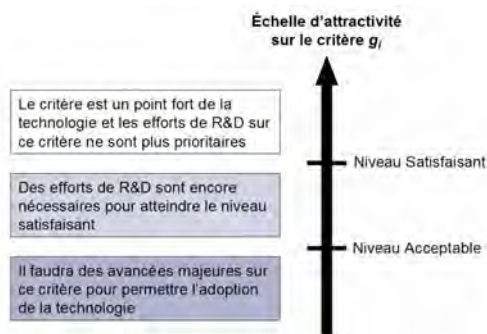 Échelle d'attractivité
sur le critère gi
Le critère est un point fort de la
technologie et les efforts de R&D sur
ce critère ne sont plus prioritaires
Niveau Satisfaisant
Des efforts de R&D sont encore
nécessaires pour atteindre le niveau
satisfaisant
Niveau Acceptable
Il faudra des avancées majeures sur
ce critère pour permettre l'adoption
de la technologie